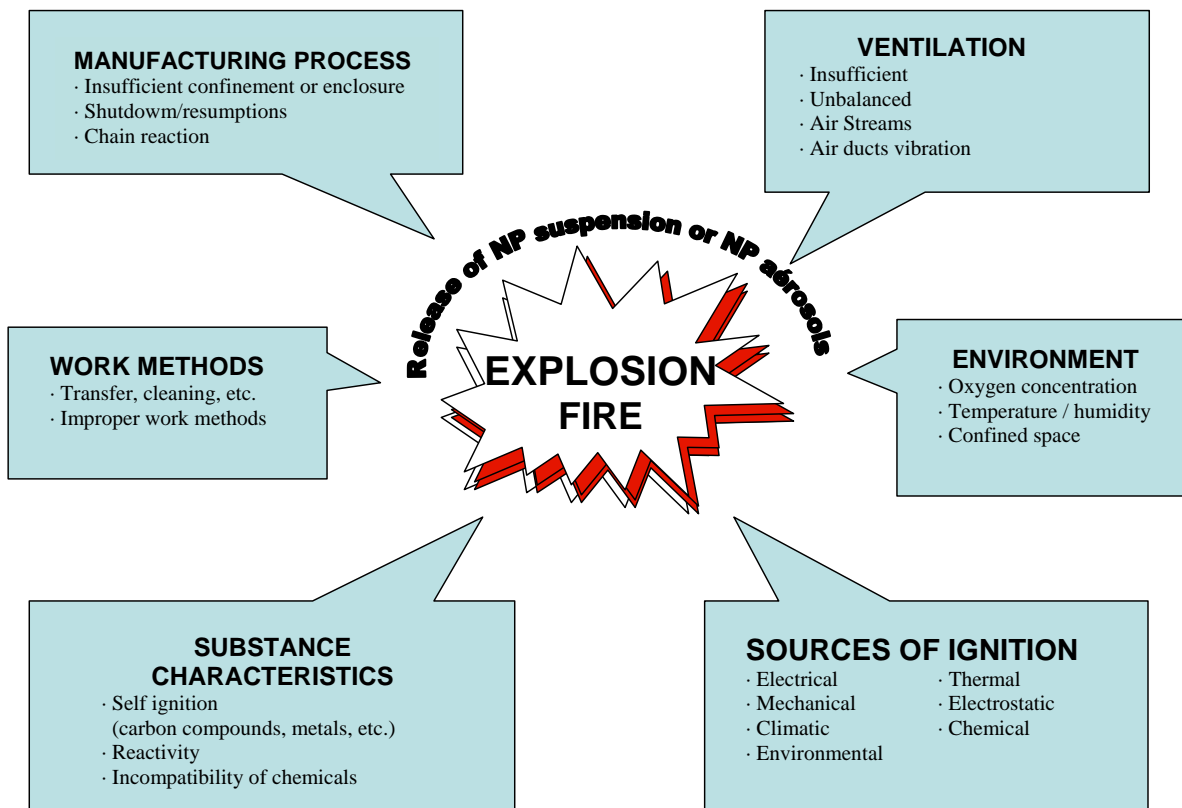 MANUFACTURING PROCESS
· Insufficient confinement or enclosure
· Shutdowm/resumptions
· Chain reaction
VENTILATION
· Insufficient
· Unbalanced
· Air Streams
· Air ducts vibration
Release of NP suspension or NP aérosols
WORK METHODS
· Transfer, cleaning, etc.
· Improper work methods
EXPLOSION
FIRE
ENVIRONMENT
· Oxygen concentration
· Temperature / humidity
· Confined space
SUBSTANCE
CHARACTERISTICS
· Self ignition
(carbon compounds, metals, etc.)
· Reactivity
· Incompatibility of chemicals
SOURCES OF IGNITION
· Electrical
· Mechanical
· Climatic
· Environmental
· Thermal
· Electrostatic
· Chemical